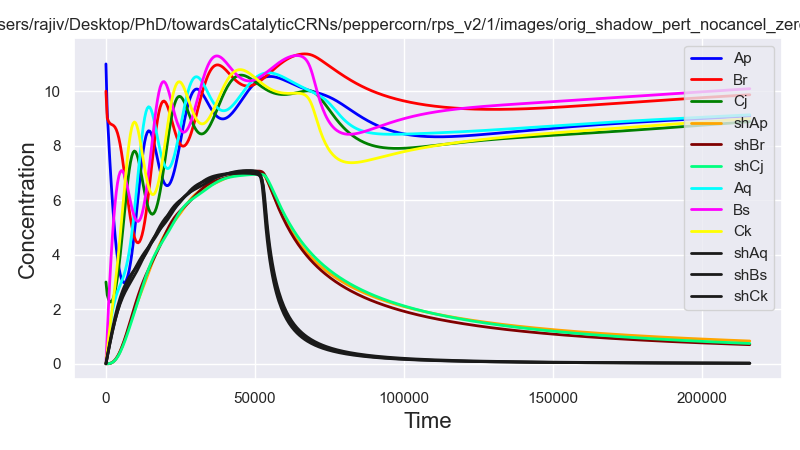 sers/rajiv/Desktop/PhD/towardsCatalyticCRNs/peppercorn/rps_v2/1/images/orig_shadow_pert_nocancel_zero
Concentration
10
8
6
4
2
0
0 50000 100000 150000 200000
Time
Ap
Br
Cj
shAp
shBr
shCj
Aq
Bs
Ck
shAq
shBs
shCk